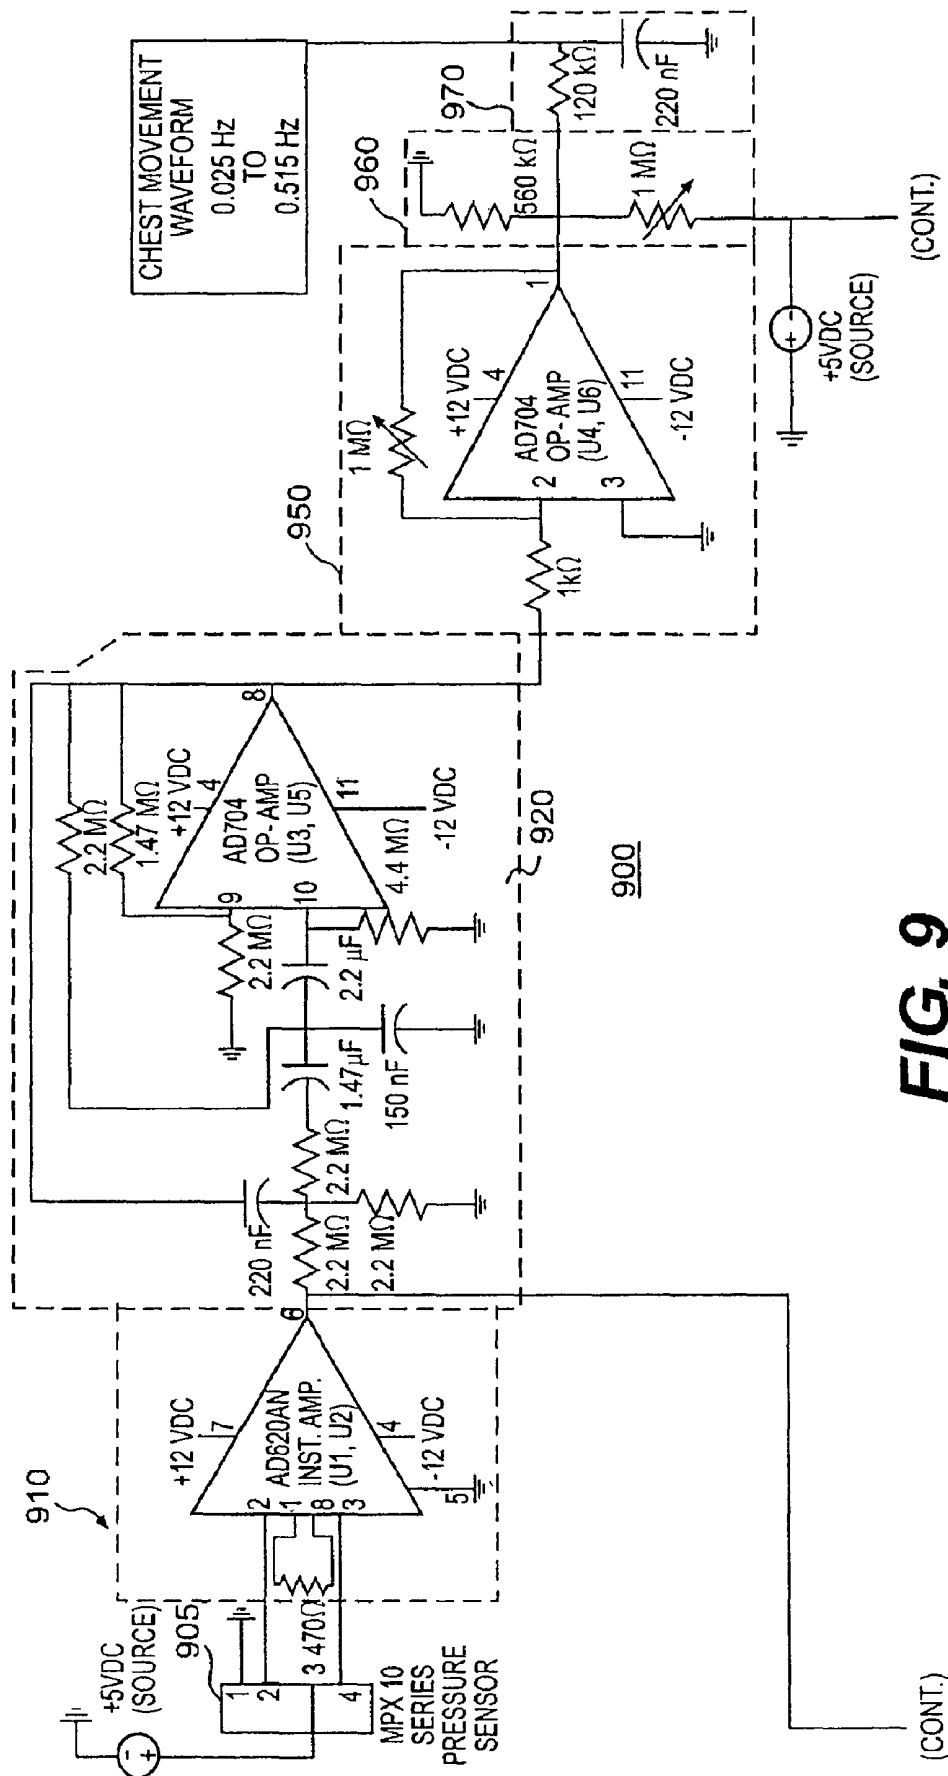 +5VDC
(SOURCE)
905
1
2
3
4
MPX 10
SERIES
PRESSURE
SENSOR
910
470Ω
+12 VDC
7
2
1
8
3
AD620AN
INST. AMP.
(U1, U2)
6
4
-12 VDC
5
220 nF
2.2 MΩ
2.2 MΩ
2.2 MΩ
1.47µF
150 nF
2.2 µF
2.2 MΩ
2.2 MΩ
1.47 MΩ
+12 VDC
4
9
10
AD704
OP-AMP
(U3, U5)
8
11
-12 VDC
4.4 MΩ
920
950
1kΩ
1 MΩ
+12 VDC
4
2
3
AD704
OP-AMP
(U4, U6)
1
11
-12 VDC
960
560 kΩ
1 MΩ
+5VDC
(SOURCE)
(CONT.)
970
120 kΩ
220 nF
CHEST MOVEMENT
WAVEFORM
0.025 Hz
TO
0.515 Hz
(CONT.)
900
FIG. 9